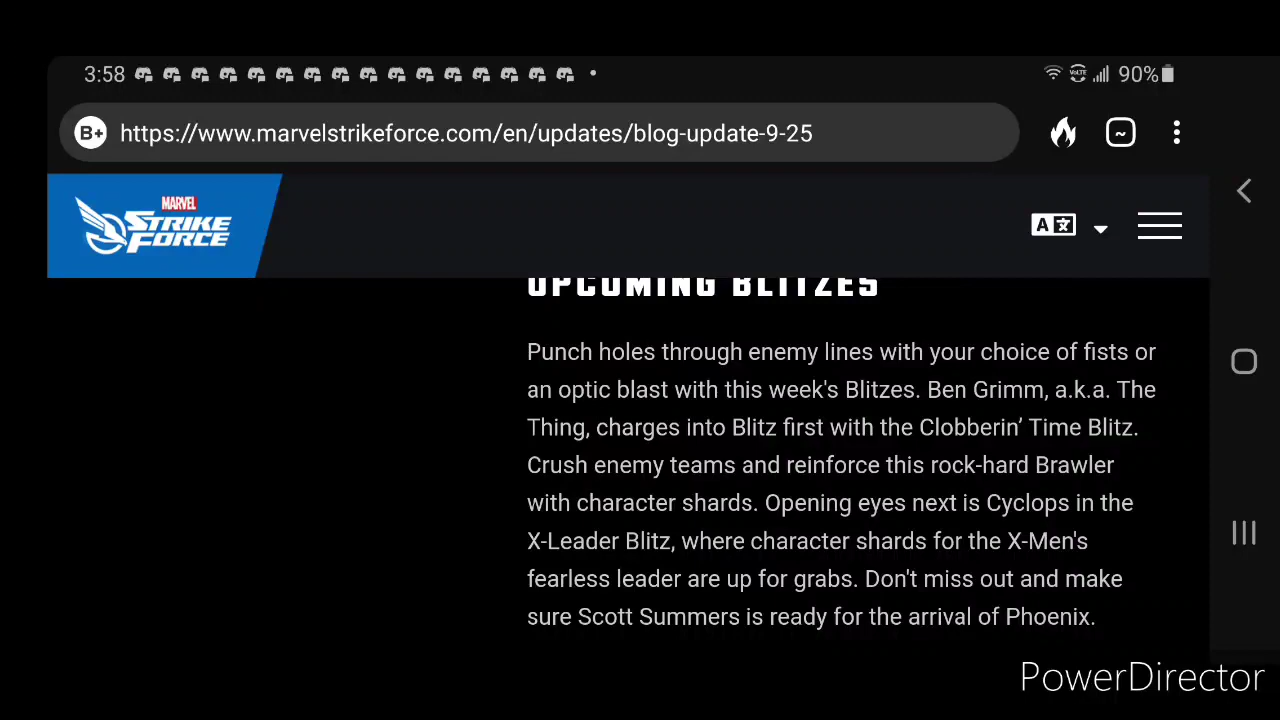 3:58
90%
B+ https://www.marvelstrikeforce.com/en/updates/blog-update-9-25
MARVEL
STRIKE
FORCE
A 文
UPCOMING BLITZES
Punch holes through enemy lines with your choice of fists or
an optic blast with this week's Blitzes. Ben Grimm, a.k.a. The
Thing, charges into Blitz first with the Clobberin’ Time Blitz.
Crush enemy teams and reinforce this rock-hard Brawler
with character shards. Opening eyes next is Cyclops in the
X-Leader Blitz, where character shards for the X-Men's
fearless leader are up for grabs. Don't miss out and make
sure Scott Summers is ready for the arrival of Phoenix.
PowerDirector